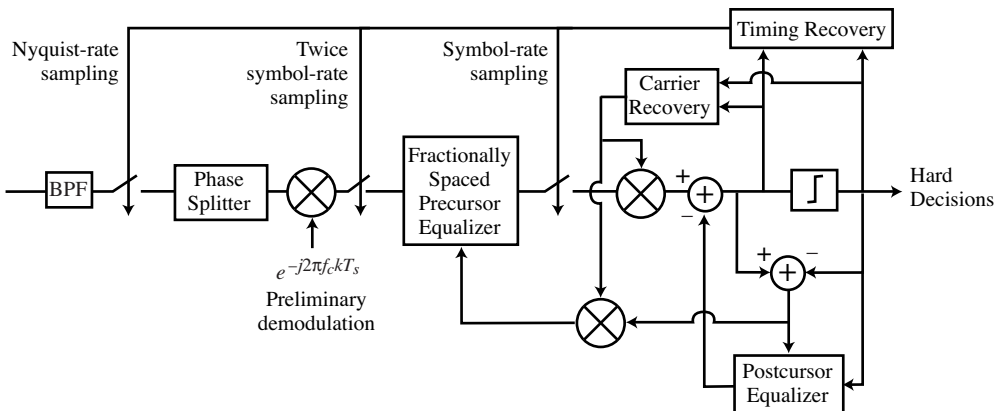 Nyquist-rate
sampling
Twice
symbol-rate
sampling
Symbol-rate
sampling
Timing Recovery
Carrier
Recovery
BPF
Phase
Splitter
Fractionally
Spaced
Precursor
Equalizer
+
−
+
Hard
Decisions
e^{−j2πf_ckT_s}
Preliminary
demodulation
+
−
+
Postcursor
Equalizer